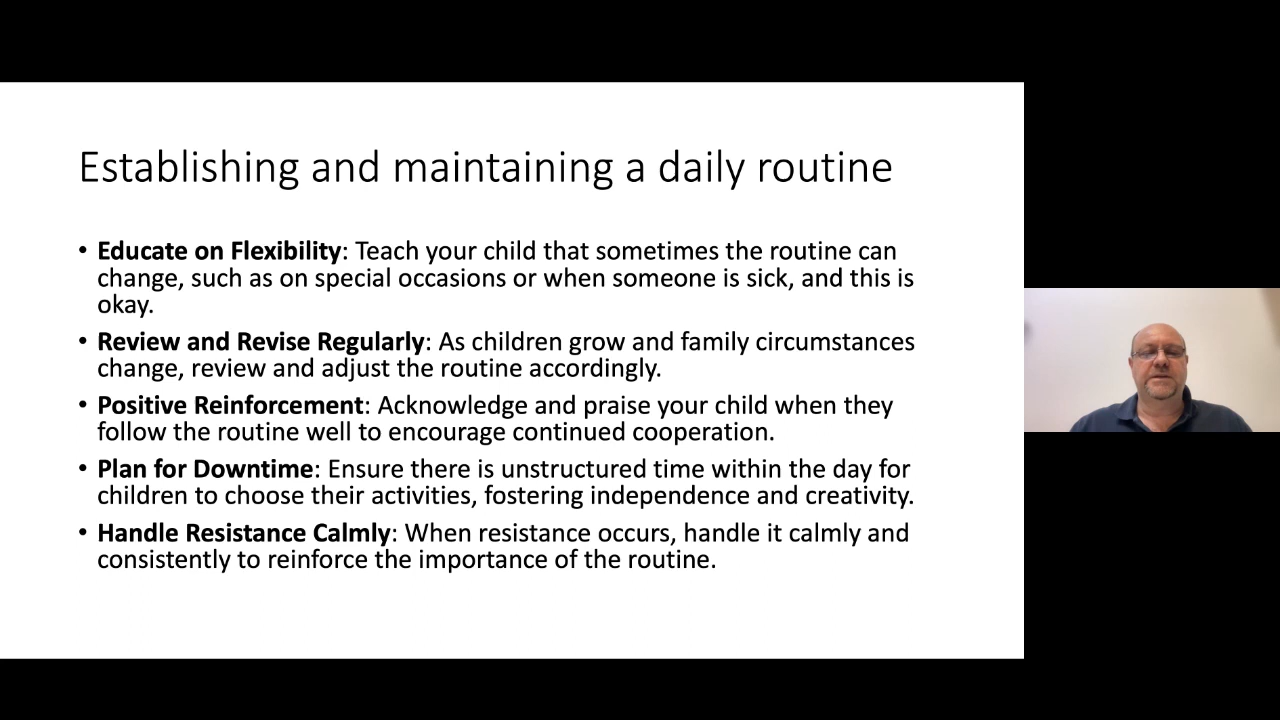 Establishing and maintaining a daily routine
• Educate on Flexibility: Teach your child that sometimes the routine can
change, such as on special occasions or when someone is sick, and this is
okay.
• Review and Revise Regularly: As children grow and family circumstances
change, review and adjust the routine accordingly.
• Positive Reinforcement: Acknowledge and praise your child when they
follow the routine well to encourage continued cooperation.
• Plan for Downtime: Ensure there is unstructured time within the day for
children to choose their activities, fostering independence and creativity.
• Handle Resistance Calmly: When resistance occurs, handle it calmly and
consistently to reinforce the importance of the routine.